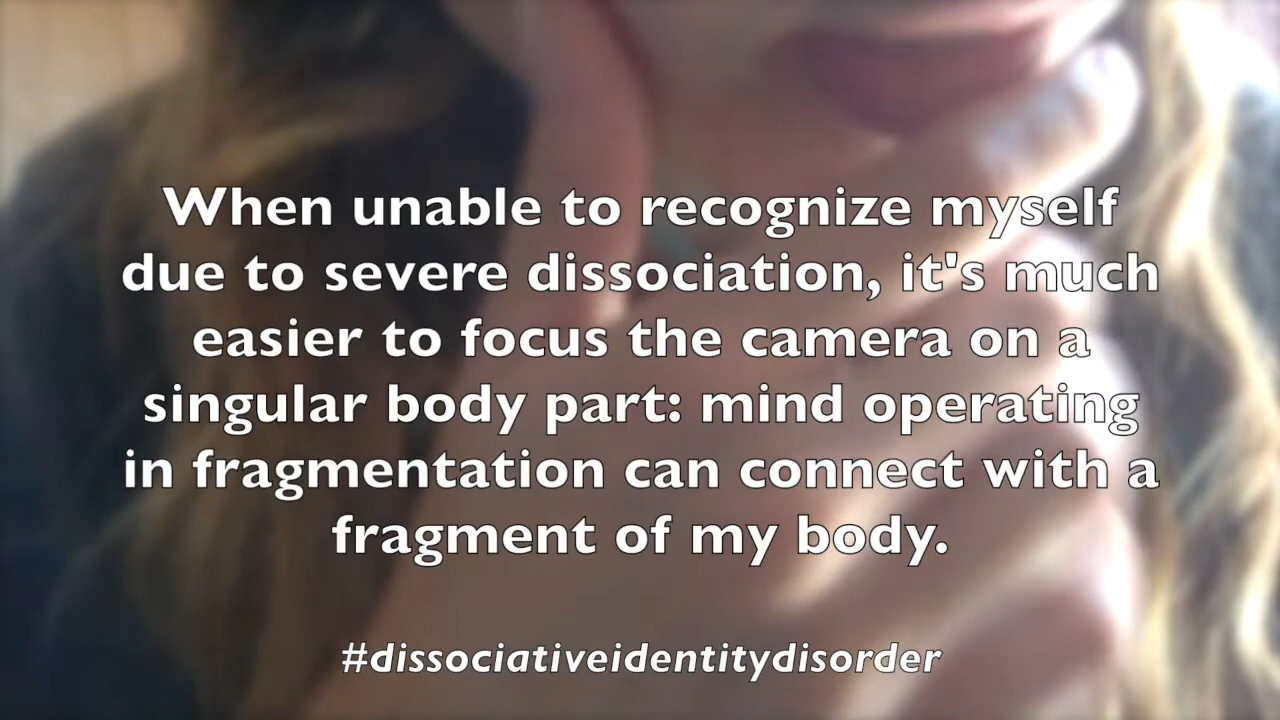 When unable to recognize myself
due to severe dissociation, it's much
easier to focus the camera on a
singular body part: mind operating
in fragmentation can connect with a
fragment of my body.
#dissociativeidentitydisorder